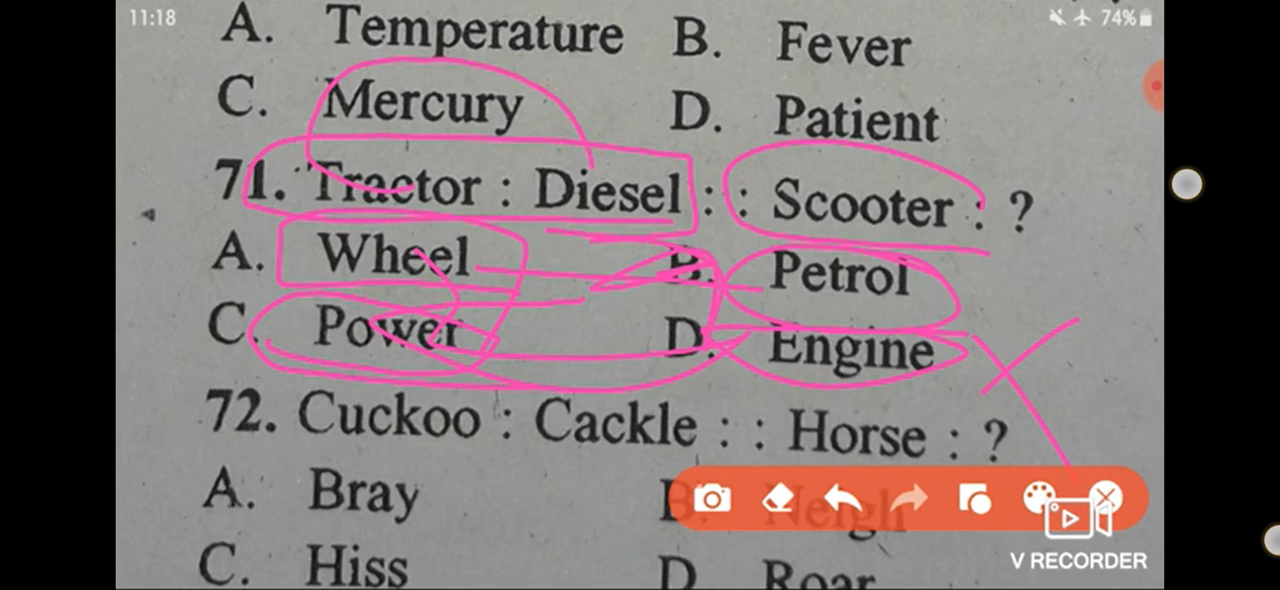 11:18 74%
A. Temperature B. Fever
C. Mercury D. Patient
71. Tractor : Diesel : : Scooter : ?
A. Wheel B. Petrol
C. Power D. Engine
72. Cuckoo : Cackle : : Horse : ?
A. Bray B. Neigh
V RECORDER
C. Hiss D Roar